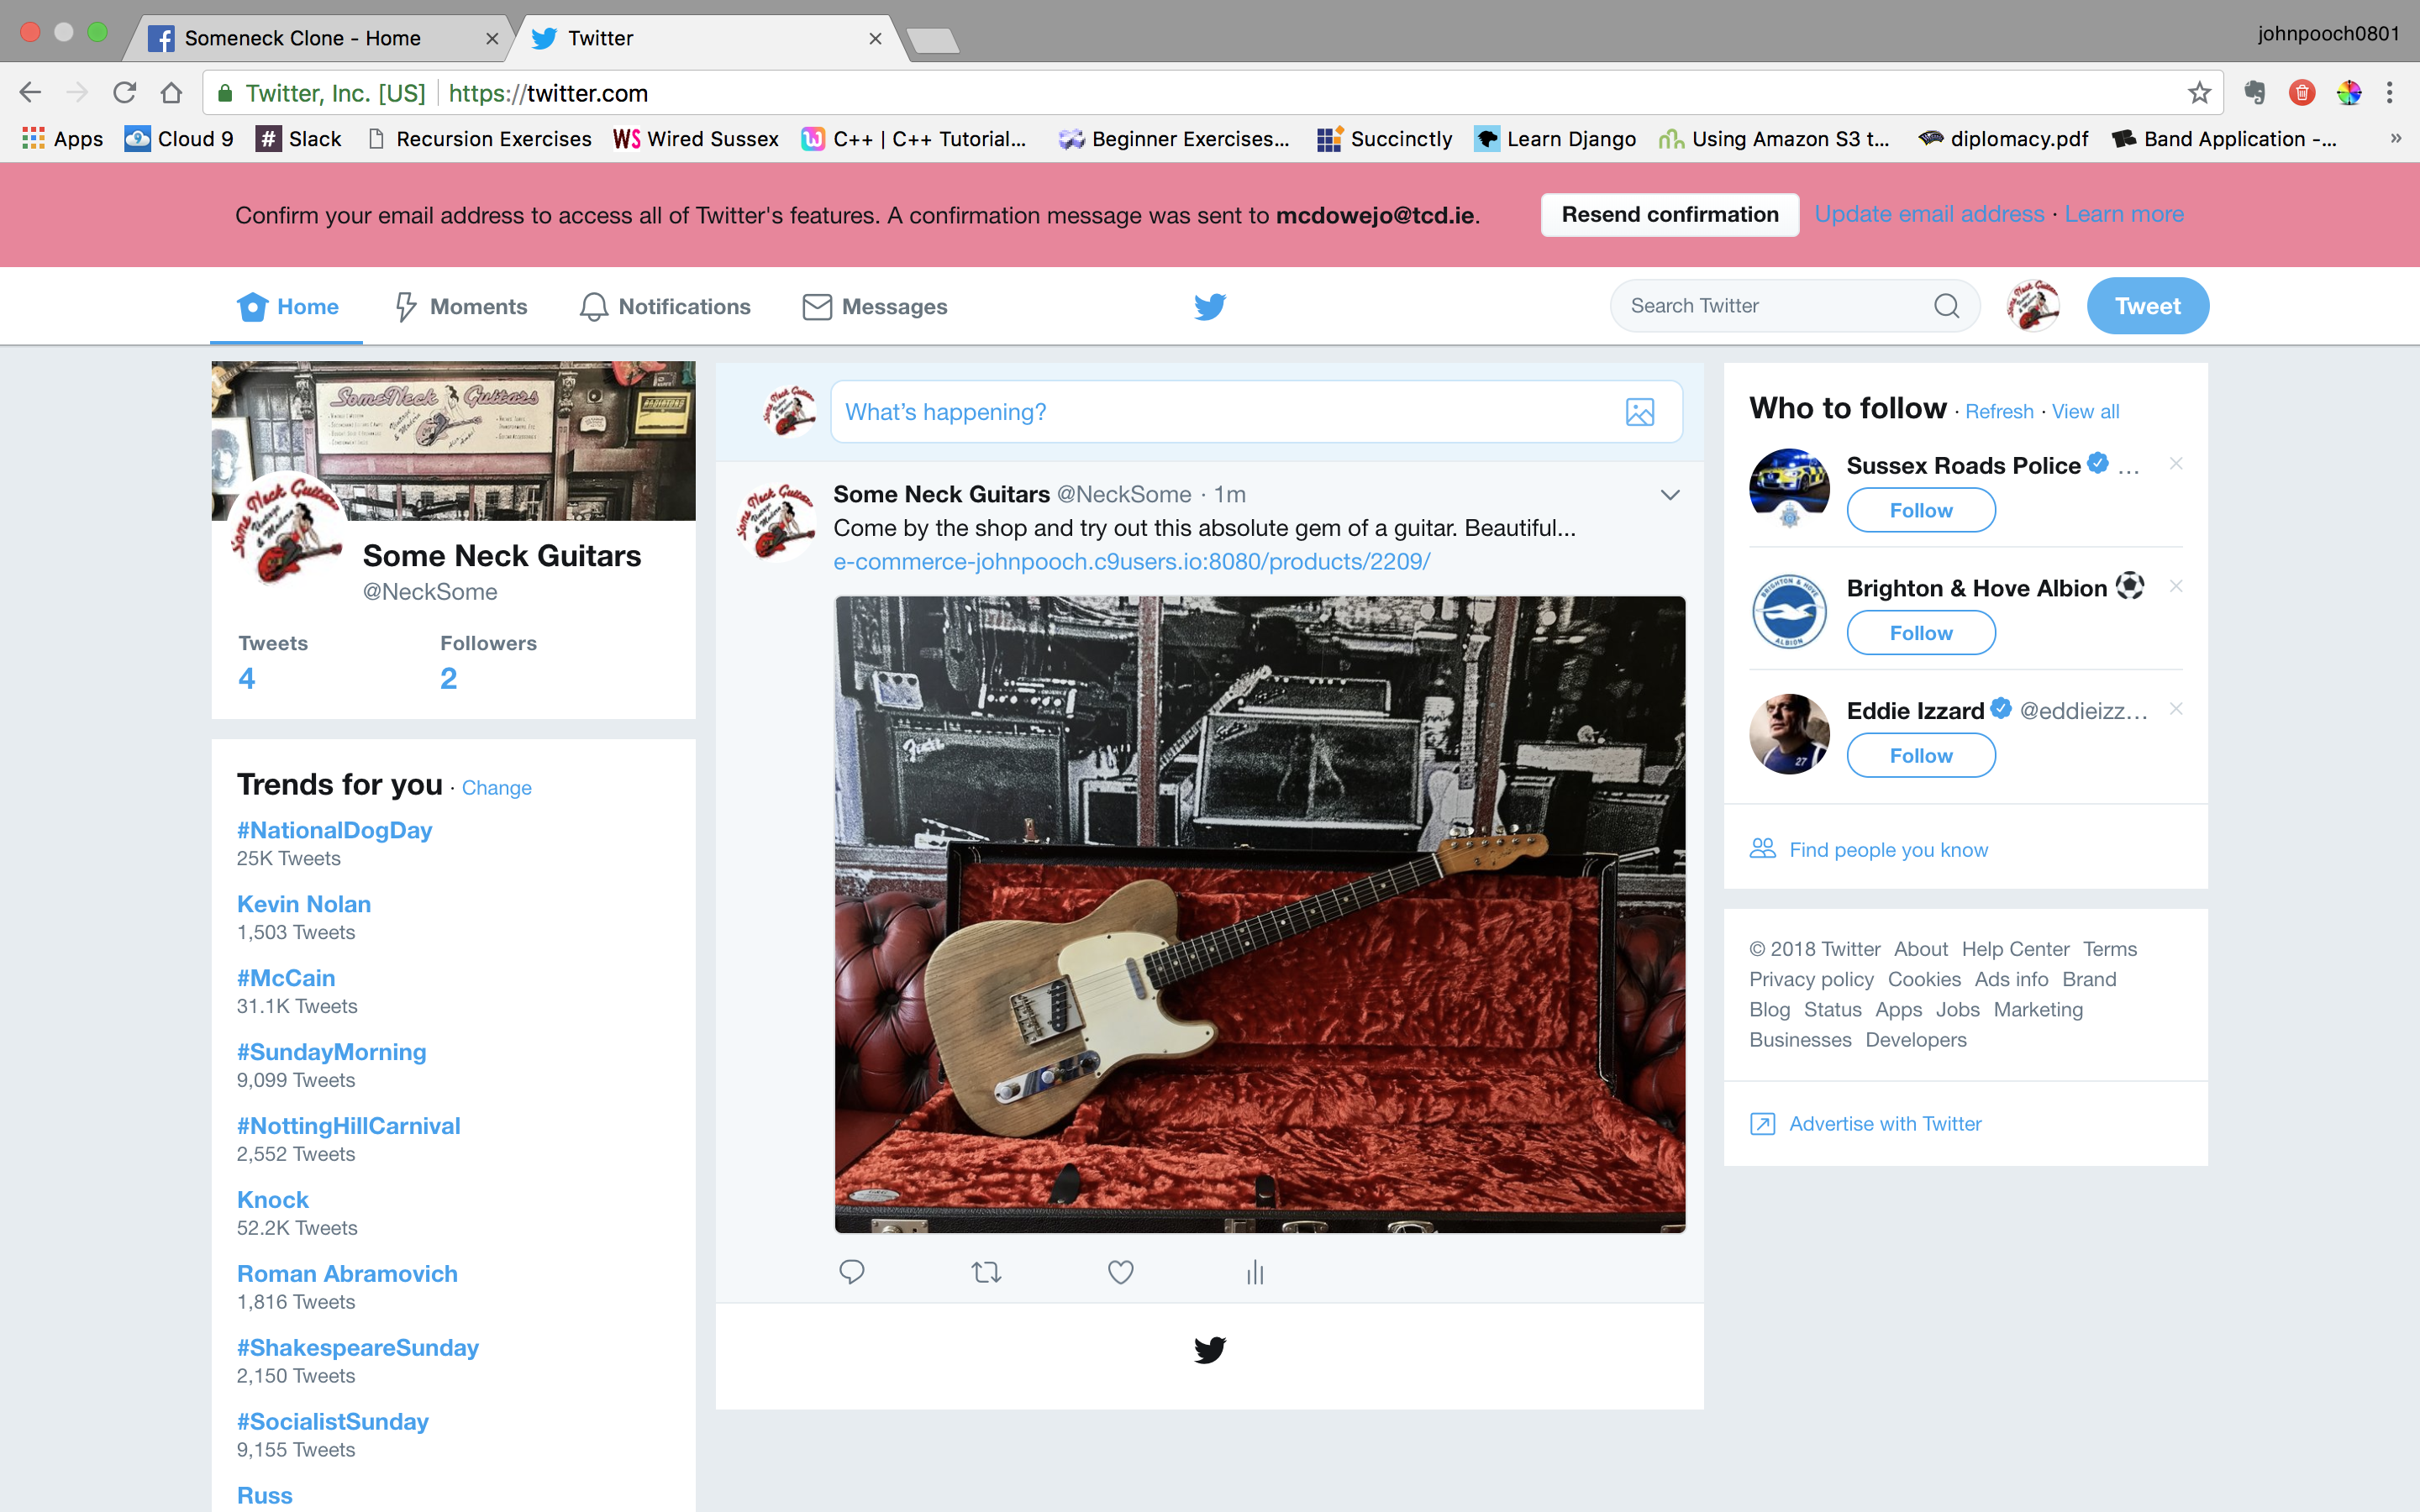 Someneck Clone - Home
Twitter
johnpooch0801
Twitter, Inc. [US] https://twitter.com
Apps Cloud 9 Slack Recursion Exercises WS Wired Sussex C++ | C++ Tutorial... Beginner Exercises... Succinctly Learn Django Using Amazon S3 t... diplomacy.pdf Band Application -... »
Confirm your email address to access all of Twitter's features. A confirmation message was sent to mcdowejo@tcd.ie. Resend confirmation Update email address · Learn more
Home Moments Notifications Messages Search Twitter Tweet
SomeNeck Guitars
Some Neck Guitars
@NeckSome
Tweets Followers
4 2
Trends for you · Change
#NationalDogDay
25K Tweets
Kevin Nolan
1,503 Tweets
#McCain
31.1K Tweets
#SundayMorning
9,099 Tweets
#NottingHillCarnival
2,552 Tweets
Knock
52.2K Tweets
Roman Abramovich
1,816 Tweets
#ShakespeareSunday
2,150 Tweets
#SocialistSunday
9,155 Tweets
Russ
What's happening?
Some Neck Guitars @NeckSome · 1m
Come by the shop and try out this absolute gem of a guitar. Beautiful...
e-commerce-johnpooch.c9users.io:8080/products/2209/
Fender
Who to follow · Refresh · View all
Sussex Roads Police ...
Follow
Brighton & Hove Albion
Follow
BRIGHTON & HOVE
ALBION
Eddie Izzard @eddieizz...
27
Follow
Find people you know
© 2018 Twitter About Help Center Terms
Privacy policy Cookies Ads info Brand
Blog Status Apps Jobs Marketing
Businesses Developers
Advertise with Twitter